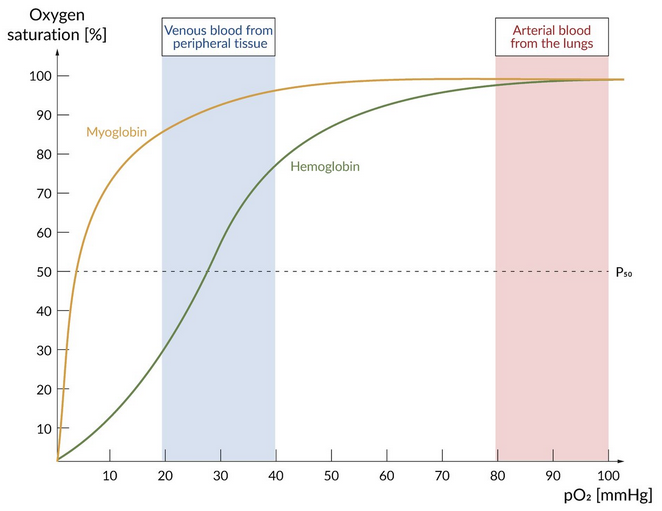 Oxygen
saturation [%]
Venous blood from
peripheral tissue
Arterial blood
from the lungs
100
90
80
70
60
50
40
30
20
10
Myoglobin
Hemoglobin
P₅₀
10
20
30
40
50
60
70
80
90
100
pO₂ [mmHg]